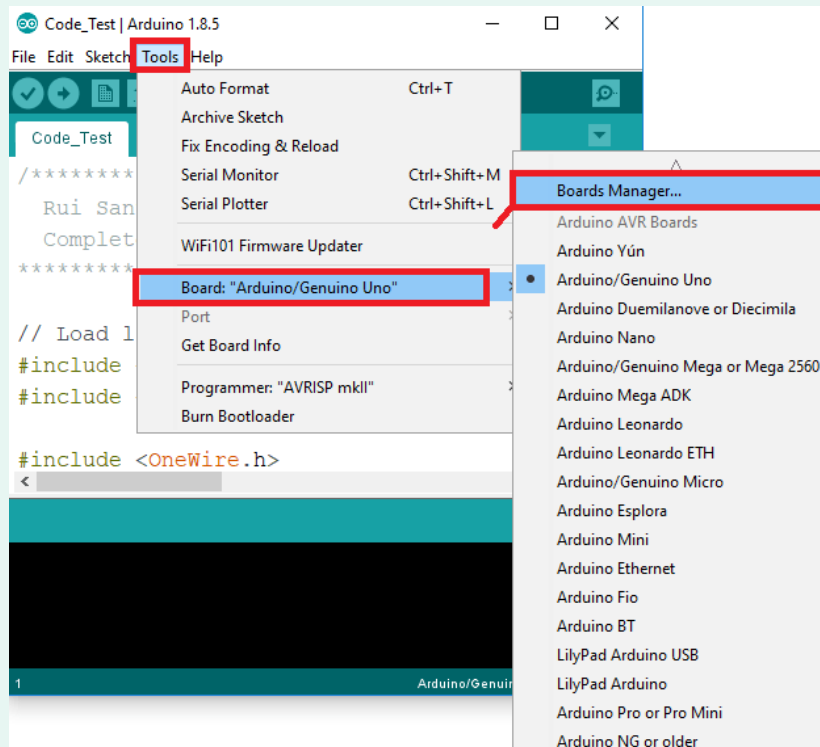 Code_Test | Arduino 1.8.5
File Edit Sketch Tools Help
Code_Test
/********
Rui San
Complet
*********
// Load l
#include
#include
#include <OneWire.h>
1
Arduino/Genuin
Auto Format Ctrl+T
Archive Sketch
Fix Encoding & Reload
Serial Monitor Ctrl+Shift+M
Serial Plotter Ctrl+Shift+L
WiFi101 Firmware Updater
Board: "Arduino/Genuino Uno"
Port
Get Board Info
Programmer: "AVRISP mkII"
Burn Bootloader
Boards Manager...
Arduino AVR Boards
Arduino Yún
Arduino/Genuino Uno
Arduino Duemilanove or Diecimila
Arduino Nano
Arduino/Genuino Mega or Mega 2560
Arduino Mega ADK
Arduino Leonardo
Arduino Leonardo ETH
Arduino/Genuino Micro
Arduino Esplora
Arduino Mini
Arduino Ethernet
Arduino Fio
Arduino BT
LilyPad Arduino USB
LilyPad Arduino
Arduino Pro or Pro Mini
Arduino NG or older